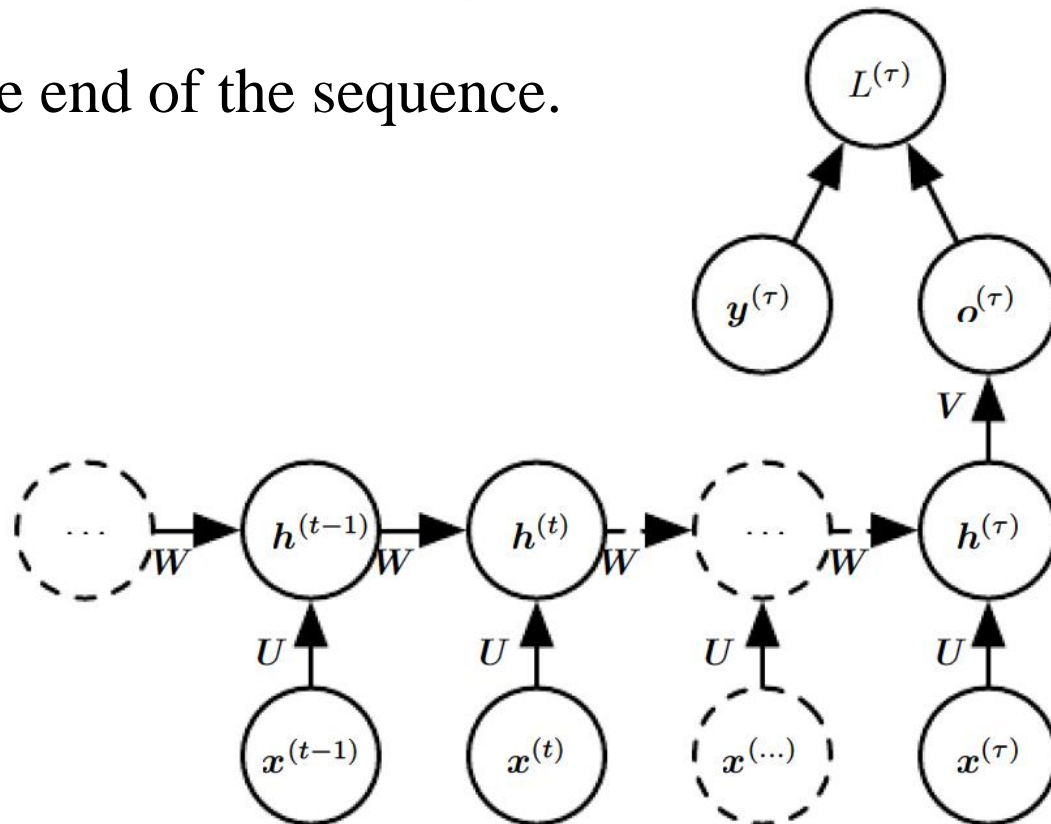 e end of the sequence.
L^(τ)
y^(τ) o^(τ)
V
... h^(t−1) h^(t) ... h^(τ)
W W W W
U U U U
x^(t−1) x^(t) x^(...) x^(τ)